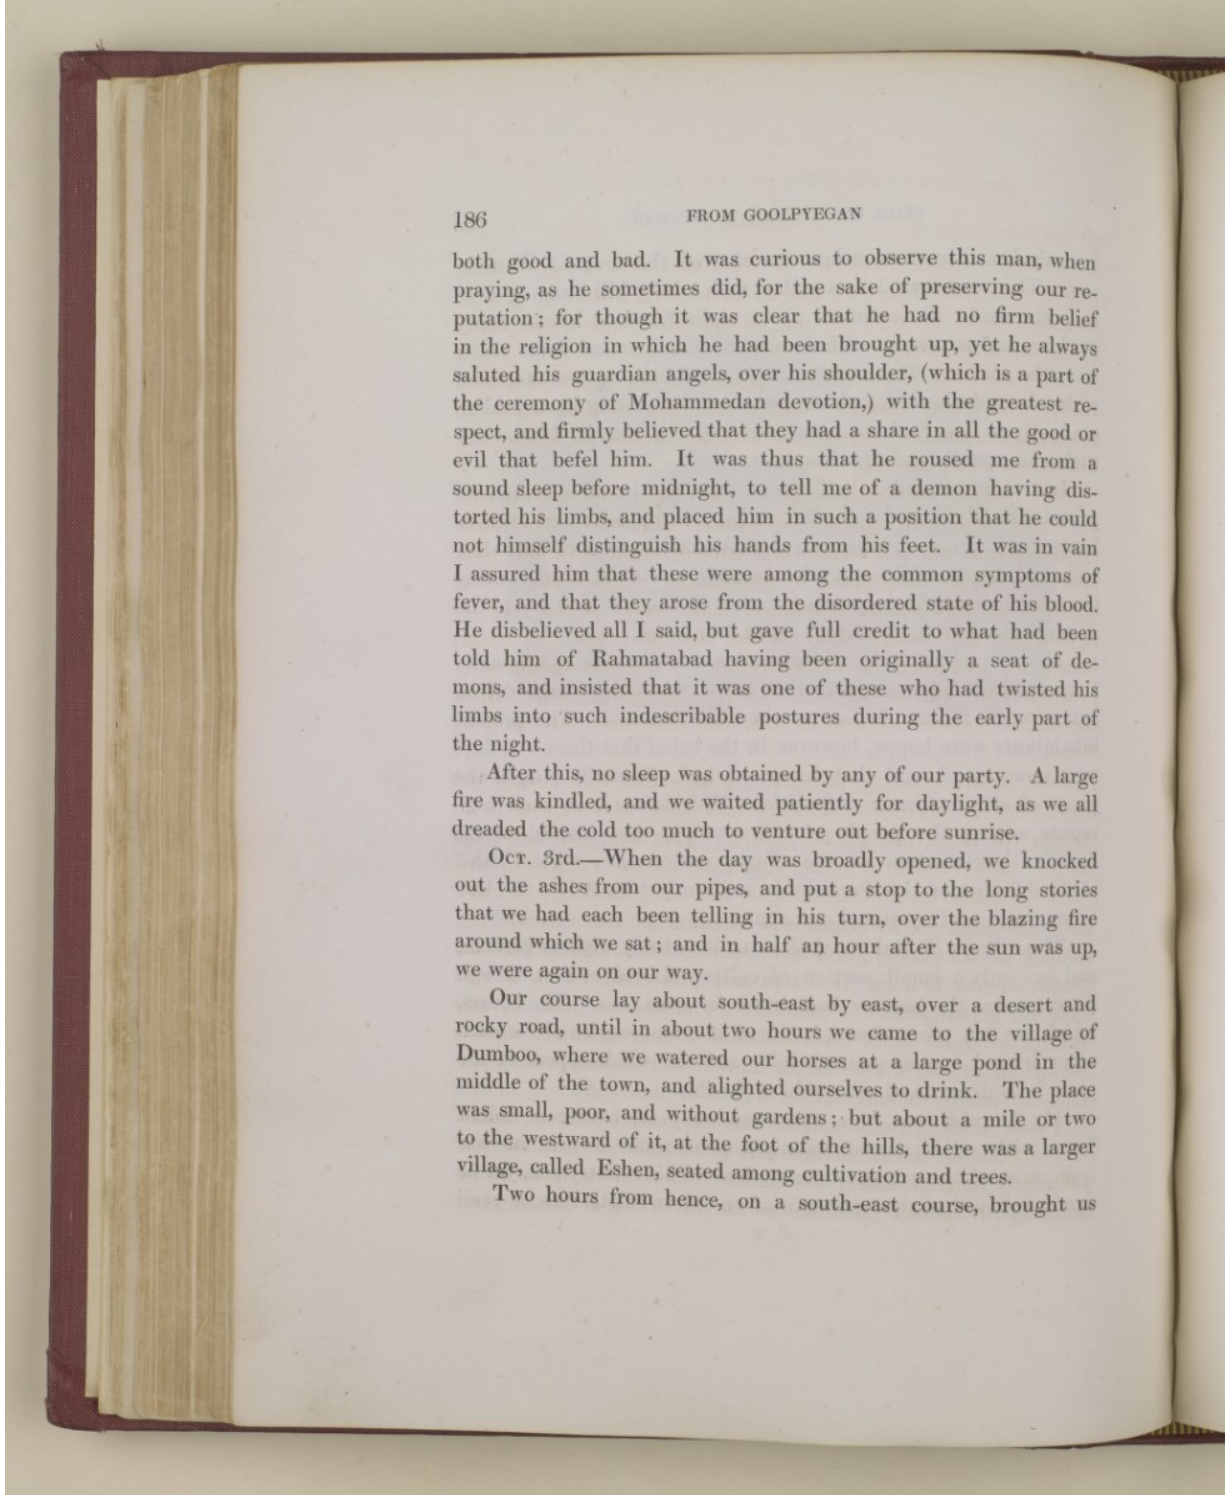 186
FROM GOOLPYEGAN
both good and bad. It was curious to observe this man, when
praying, as he sometimes did, for the sake of preserving our re-
putation; for though it was clear that he had no firm belief
in the religion in which he had been brought up, yet he always
saluted his guardian angels, over his shoulder, (which is a part of
the ceremony of Mohammedan devotion,) with the greatest re-
spect, and firmly believed that they had a share in all the good or
evil that befel him. It was thus that he roused me from a
sound sleep before midnight, to tell me of a demon having dis-
torted his limbs, and placed him in such a position that he could
not himself distinguish his hands from his feet. It was in vain
I assured him that these were among the common symptoms of
fever, and that they arose from the disordered state of his blood.
He disbelieved all I said, but gave full credit to what had been
told him of Rahmatabad having been originally a seat of de-
mons, and insisted that it was one of these who had twisted his
limbs into such indescribable postures during the early part of
the night.
After this, no sleep was obtained by any of our party. A large
fire was kindled, and we waited patiently for daylight, as we all
dreaded the cold too much to venture out before sunrise.
Oct. 3rd.—When the day was broadly opened, we knocked
out the ashes from our pipes, and put a stop to the long stories
that we had each been telling in his turn, over the blazing fire
around which we sat; and in half an hour after the sun was up,
we were again on our way.
Our course lay about south-east by east, over a desert and
rocky road, until in about two hours we came to the village of
Dumboo, where we watered our horses at a large pond in the
middle of the town, and alighted ourselves to drink. The place
was small, poor, and without gardens; but about a mile or two
to the westward of it, at the foot of the hills, there was a larger
village, called Eshen, seated among cultivation and trees.
Two hours from hence, on a south-east course, brought us